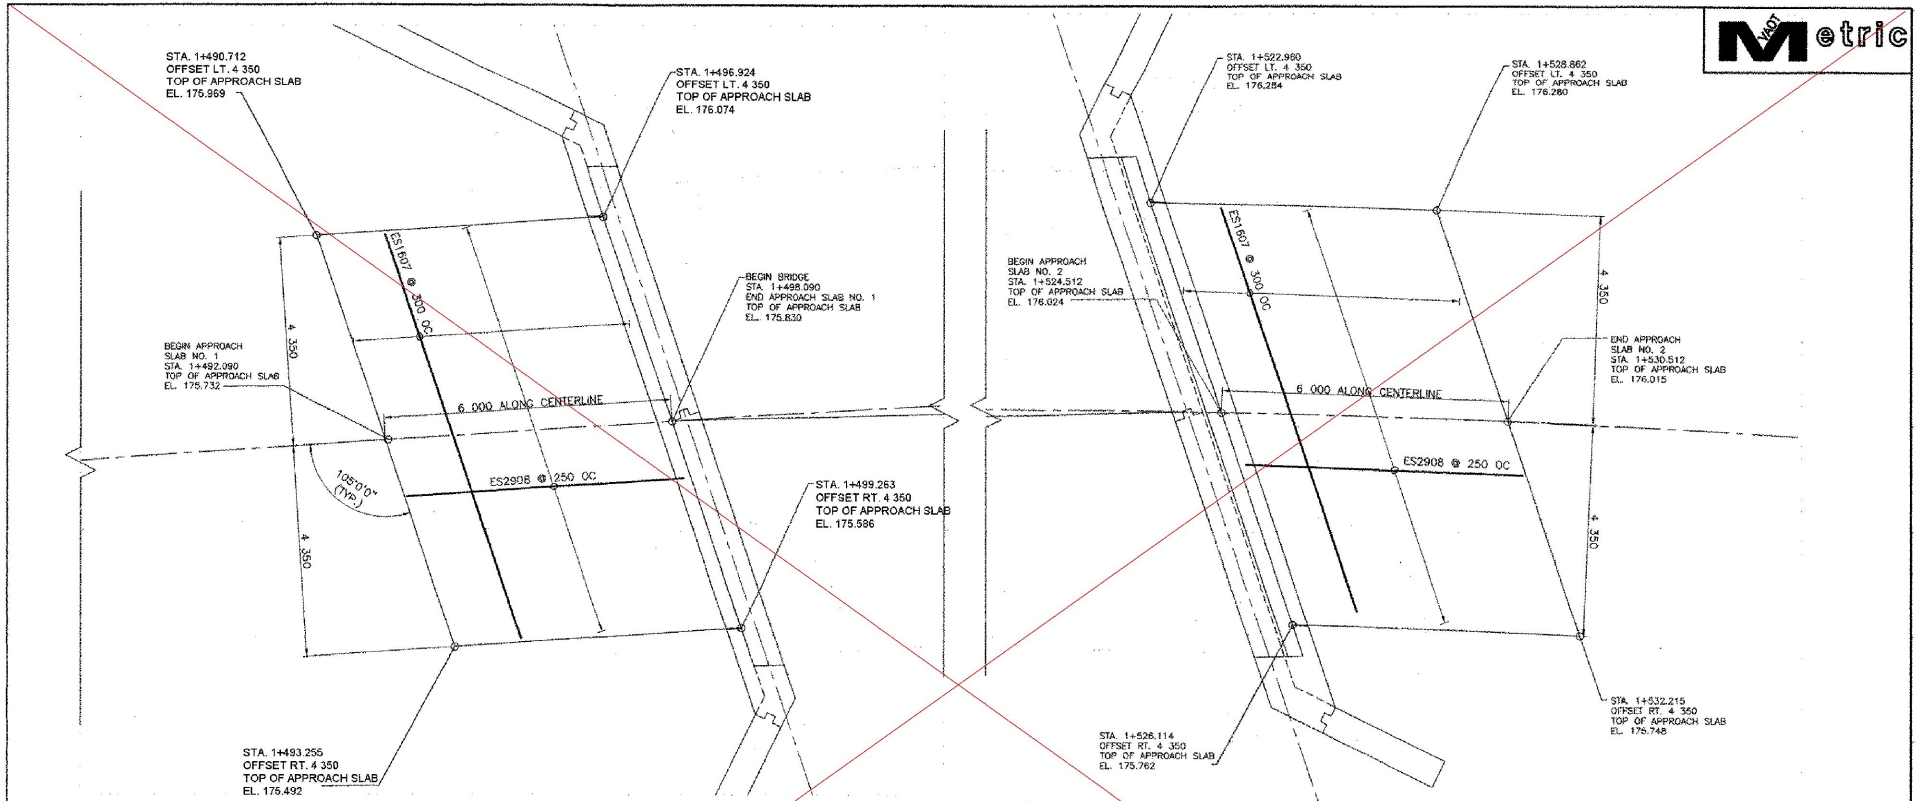 STA. 1+490.712
OFFSET LT. 4 350
TOP OF APPROACH SLAB
EL. 175.969
STA. 1+496.924
OFFSET LT. 4 350
TOP OF APPROACH SLAB
EL. 176.074
STA. 1+522.960
OFFSET LT. 4 350
TOP OF APPROACH SLAB
EL. 176.284
STA. 1+528.862
OFFSET LT. 4 350
TOP OF APPROACH SLAB
EL. 176.280
VAOT
Metric
ES1607 @ 300 OC
4 350
BEGIN BRIDGE
STA. 1+498.090
END APPROACH SLAB NO. 1
TOP OF APPROACH SLAB
EL. 175.830
BEGIN APPROACH
SLAB NO. 1
STA. 1+492.090
TOP OF APPROACH SLAB
EL. 175.732
6 000 ALONG CENTERLINE
105°0'0"
(TYP.)
ES2908 @ 250 OC
4 350
STA. 1+499.263
OFFSET RT. 4 350
TOP OF APPROACH SLAB
EL. 175.586
STA. 1+493.255
OFFSET RT. 4 350
TOP OF APPROACH SLAB
EL. 175.492
ES1607 @ 300 OC
4 350
BEGIN APPROACH
SLAB NO. 2
STA. 1+524.512
TOP OF APPROACH SLAB
EL. 176.024
END APPROACH
SLAB NO. 2
STA. 1+530.512
TOP OF APPROACH SLAB
EL. 176.015
6 000 ALONG CENTERLINE
ES2908 @ 250 OC
4 350
STA. 1+526.114
OFFSET RT. 4 350
TOP OF APPROACH SLAB
EL. 175.762
STA. 1+532.215
OFFSET RT. 4 350
TOP OF APPROACH SLAB
EL. 175.748